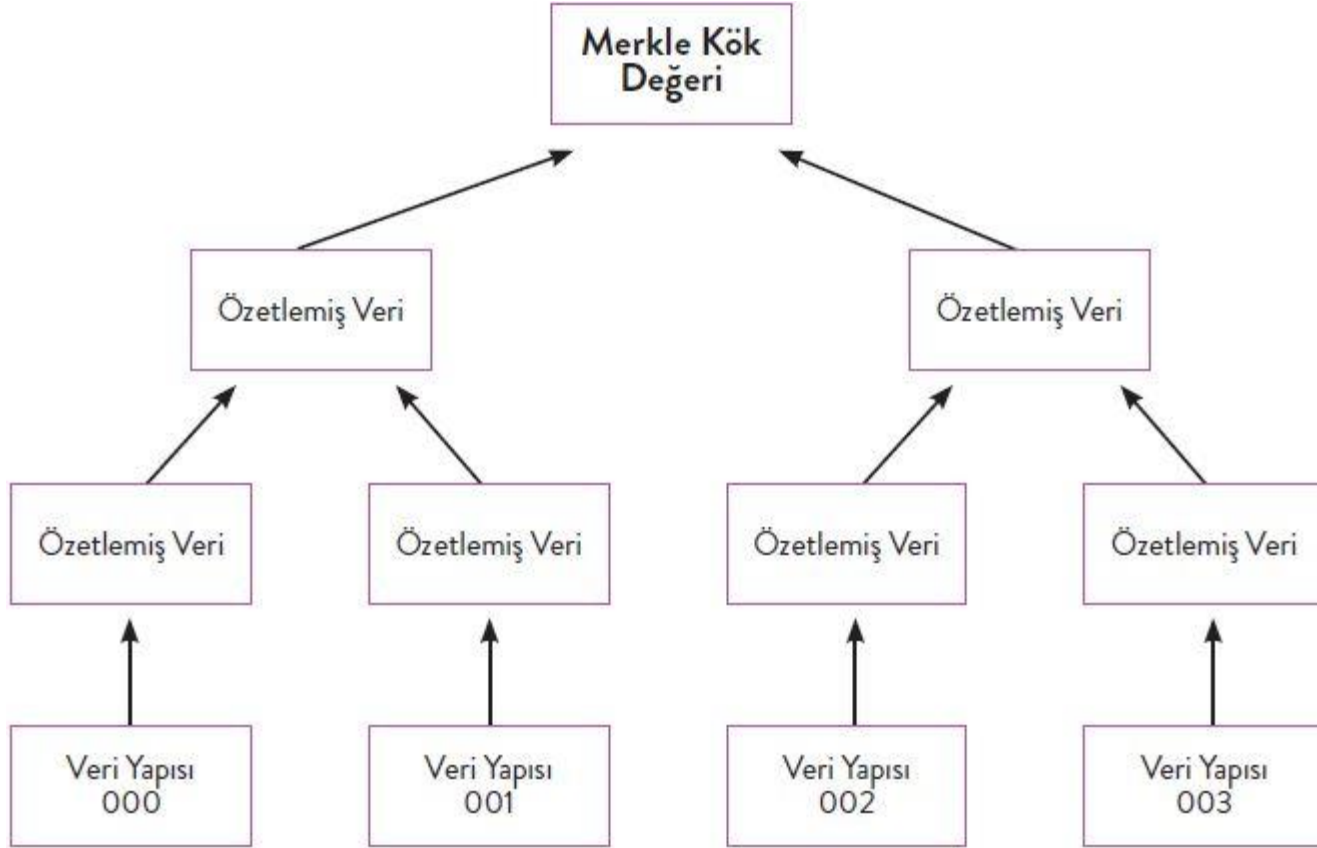 Merkle Kök
Değeri
Özetlemiş Veri
Özetlemiş Veri
Özetlemiş Veri
Özetlemiş Veri
Özetlemiş Veri
Özetlemiş Veri
Veri Yapısı
000
Veri Yapısı
001
Veri Yapısı
002
Veri Yapısı
003